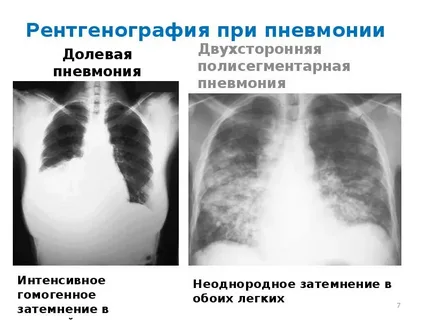 Рентгенография при пневмонии
Долевая
пневмония
Двухсторонняя
полисегментарная
пневмония
Интенсивное
гомогенное
затемнение в
Неоднородное затемнение в
обоих легких
7